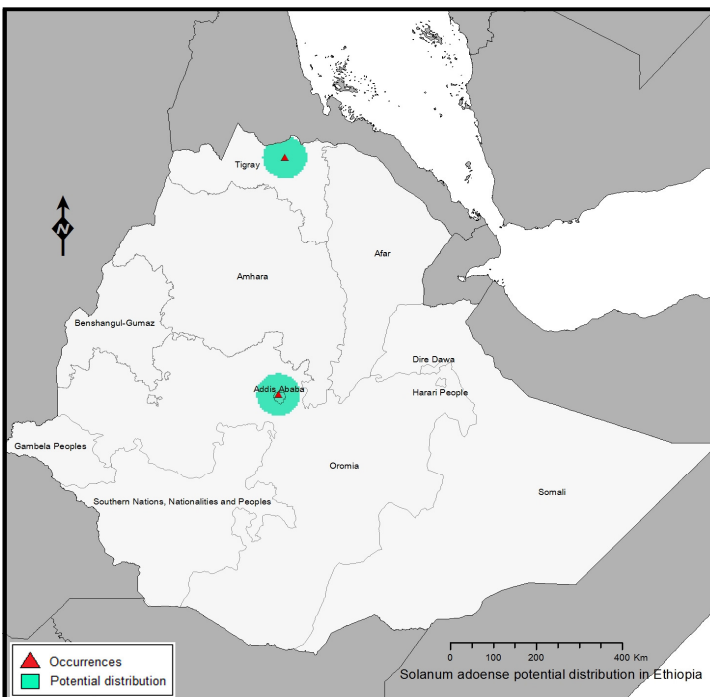 Tigray
Afar
Amhara
Benshangul-Gumaz
Dire Dawa
Addis Ababa
Harari People
Gambela Peoples
Oromia
Somali
Southern Nations, Nationalities and Peoples
N
0 100 200 400 Km
Solanum adoense potential distribution in Ethiopia
Occurrences
Potential distribution